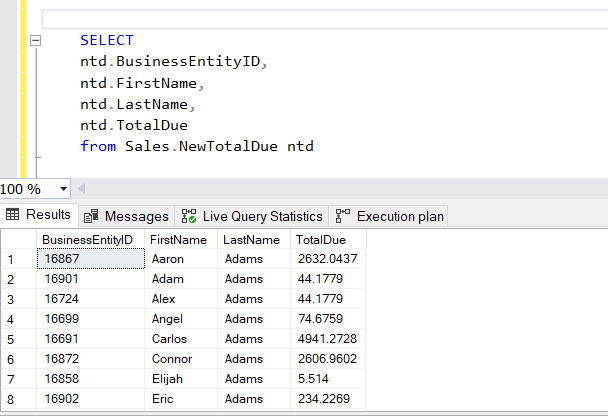 SELECT
ntd.BusinessEntityID,
ntd.FirstName,
ntd.LastName,
ntd.TotalDue
from Sales.NewTotalDue ntd
100 %
Results Messages Live Query Statistics Execution plan
BusinessEntityID FirstName LastName TotalDue
1 16867 Aaron Adams 2632.0437
2 16901 Adam Adams 44.1779
3 16724 Alex Adams 44.1779
4 16699 Angel Adams 74.6759
5 16691 Carlos Adams 4941.2728
6 16872 Connor Adams 2606.9602
7 16858 Elijah Adams 5.514
8 16902 Eric Adams 234.2269